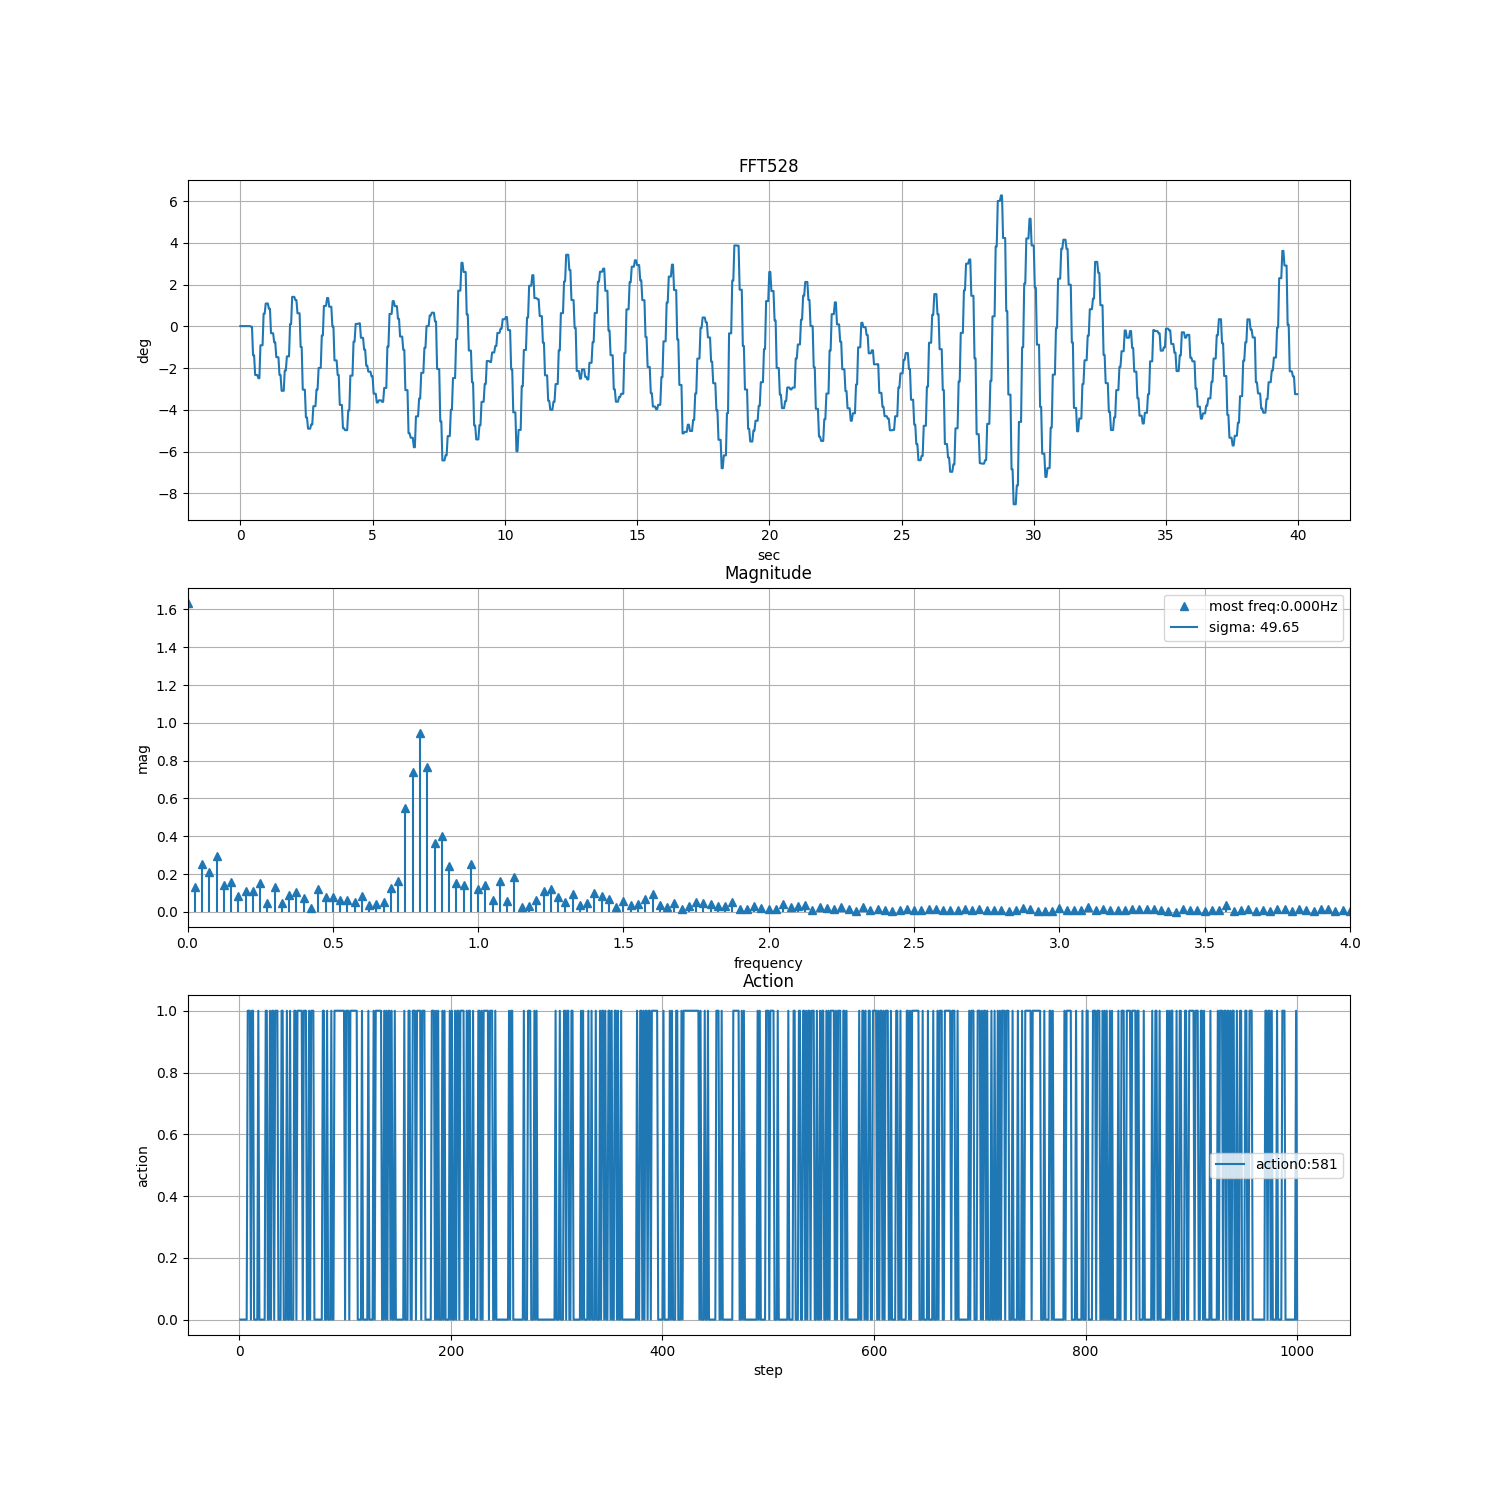 FFT528
6
4
2
0
−2
−4
−6
−8
deg
0 5 10 15 20 25 30 35 40
sec
Magnitude
1.6
1.4
1.2
1.0
0.8
0.6
0.4
0.2
0.0
mag
most freq:0.000Hz
sigma: 49.65
0.0 0.5 1.0 1.5 2.0 2.5 3.0 3.5 4.0
frequency
Action
1.0
0.8
0.6
0.4
0.2
0.0
action
action0:581
0 200 400 600 800 1000
step